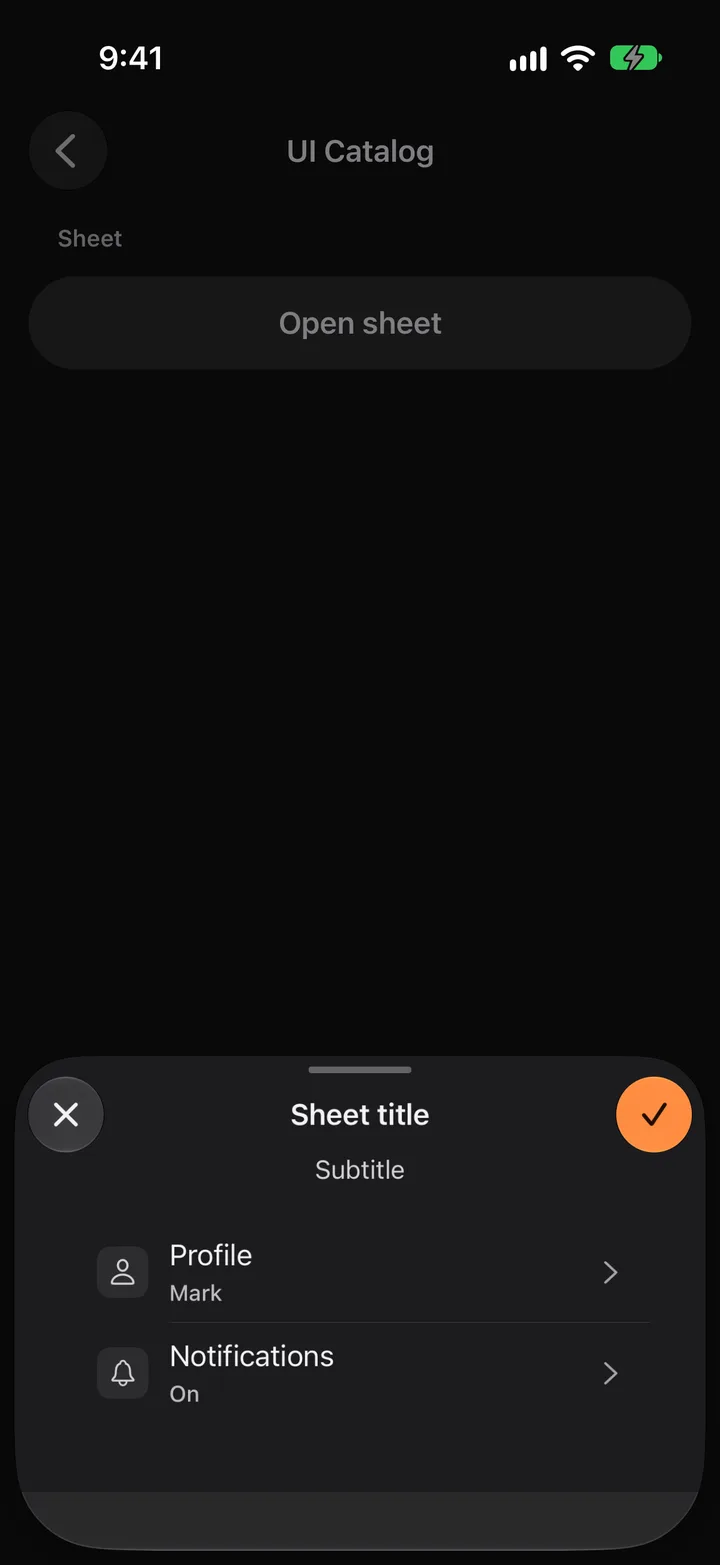 9:41
UI Catalog
Sheet
Open sheet
Sheet title
Subtitle
Profile
Mark
Notifications
On